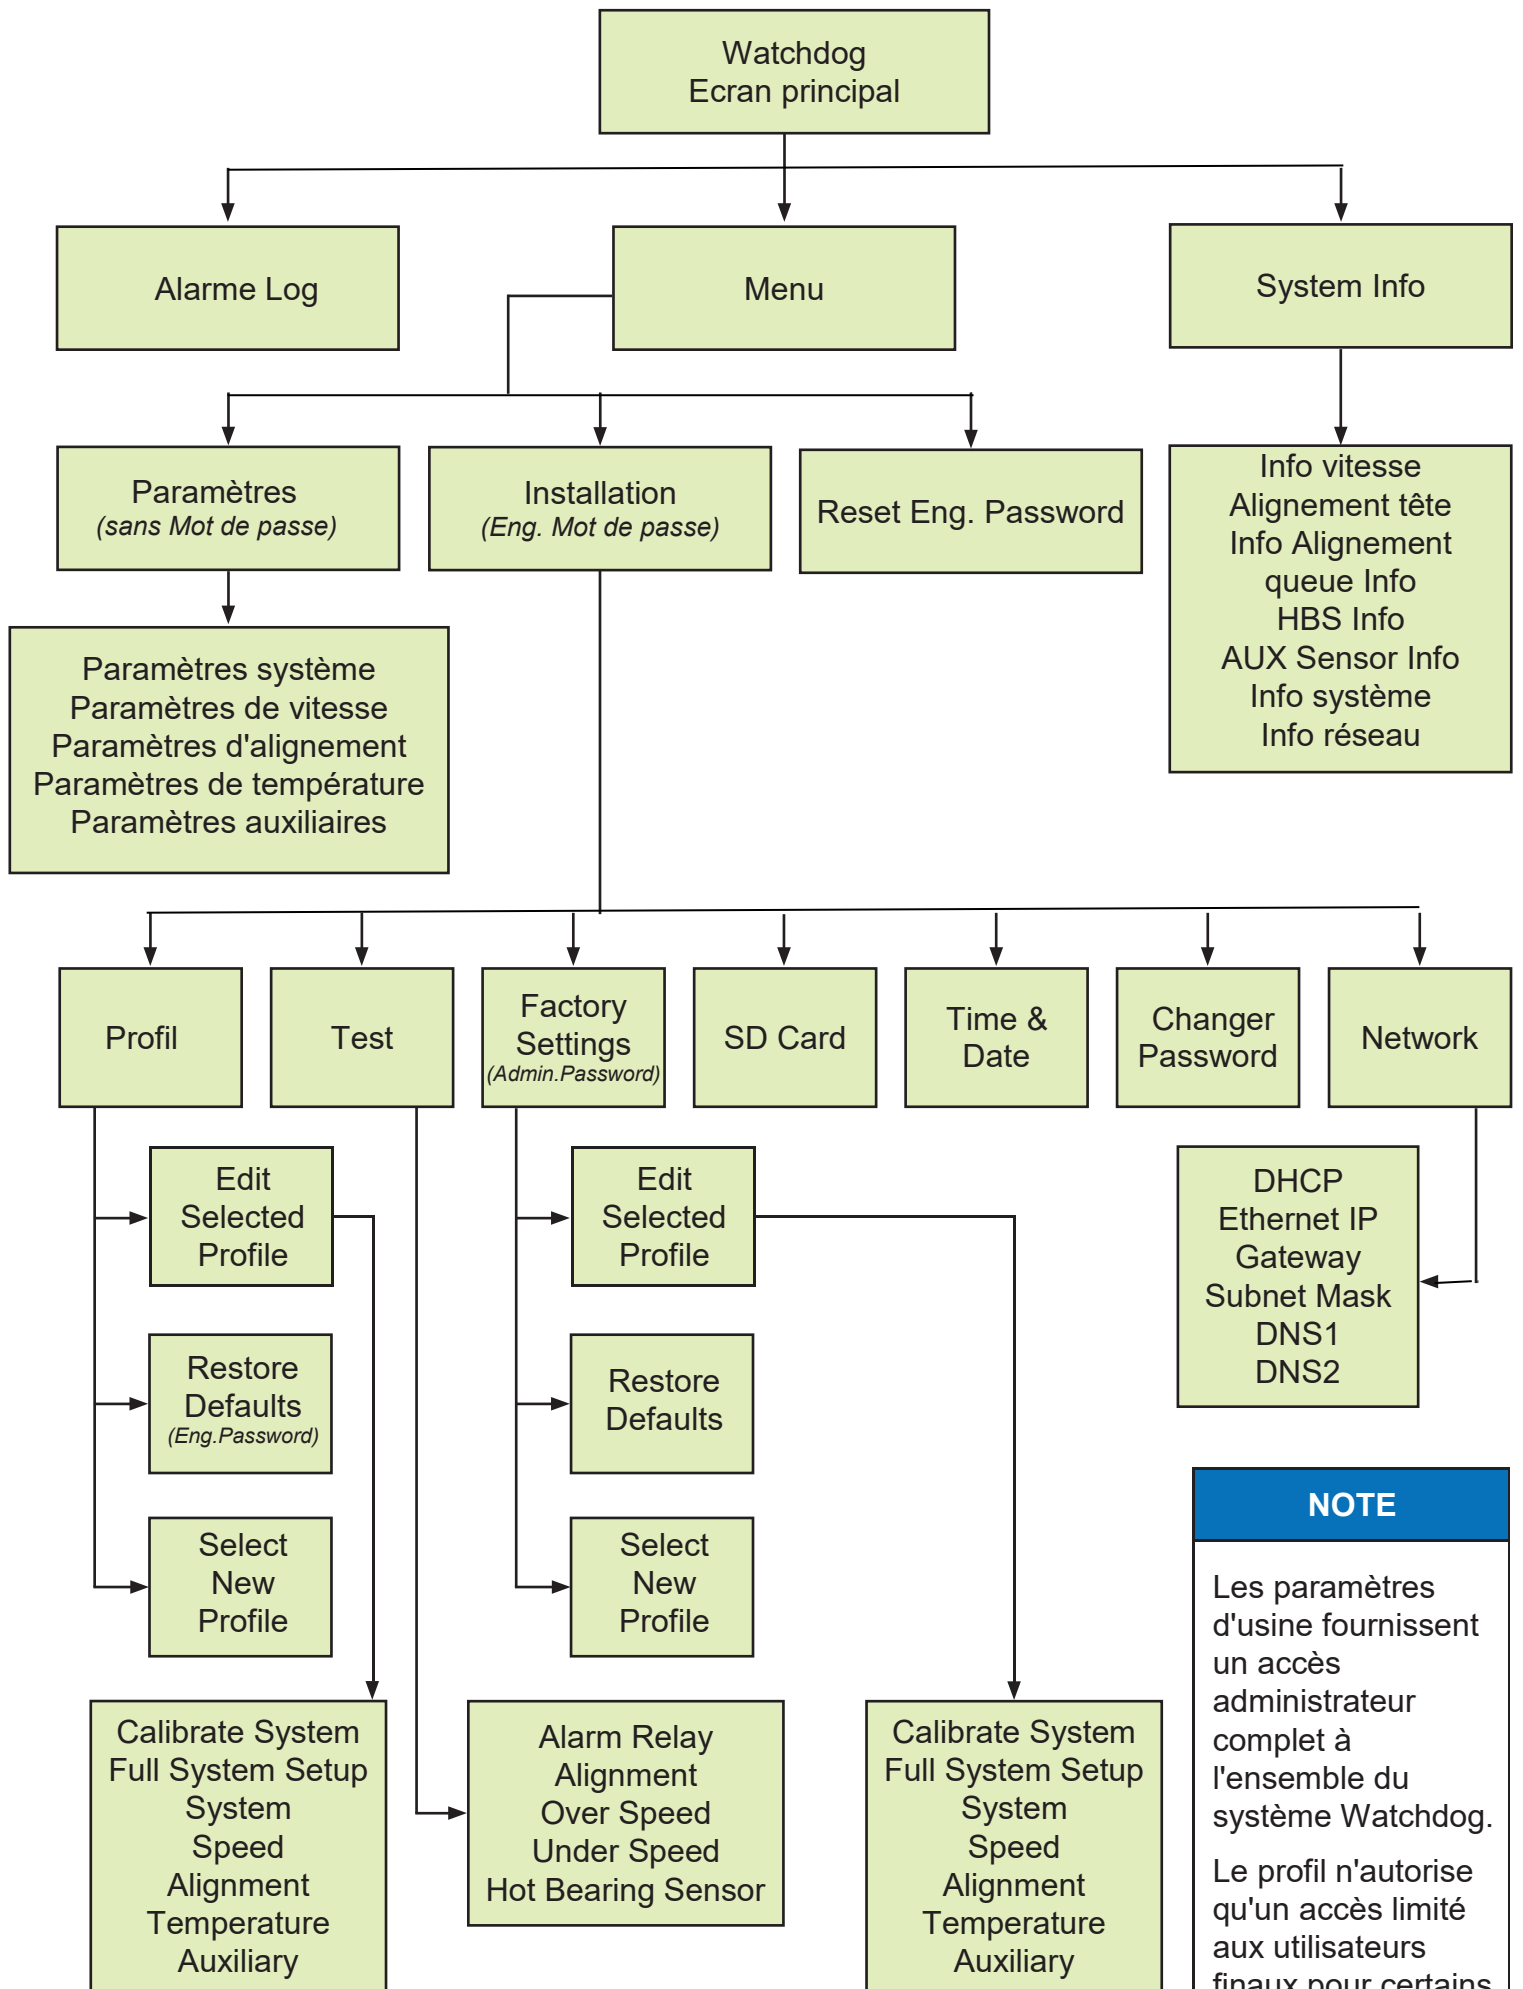 Watchdog
Ecran principal
Alarme Log
Menu
System Info
Paramètres
(sans Mot de passe)
Installation
(Eng. Mot de passe)
Reset Eng. Password
Info vitesse
Alignement tête
Info Alignement
queue Info
HBS Info
AUX Sensor Info
Info système
Info réseau
Paramètres système
Paramètres de vitesse
Paramètres d'alignement
Paramètres de température
Paramètres auxiliaires
Profil
Test
Factory
Settings
(Admin.Password)
SD Card
Time &
Date
Changer
Password
Network
Edit
Selected
Profile
Restore
Defaults
(Eng.Password)
Select
New
Profile
Edit
Selected
Profile
Restore
Defaults
Select
New
Profile
DHCP
Ethernet IP
Gateway
Subnet Mask
DNS1
DNS2
Calibrate System
Full System Setup
System
Speed
Alignment
Temperature
Auxiliary
Alarm Relay
Alignment
Over Speed
Under Speed
Hot Bearing Sensor
Calibrate System
Full System Setup
System
Speed
Alignment
Temperature
Auxiliary
NOTE
Les paramètres
d'usine fournissent
un accès
administrateur
complet à
l'ensemble du
système Watchdog.
Le profil n'autorise
qu'un accès limité
aux utilisateurs
finaux pour certains